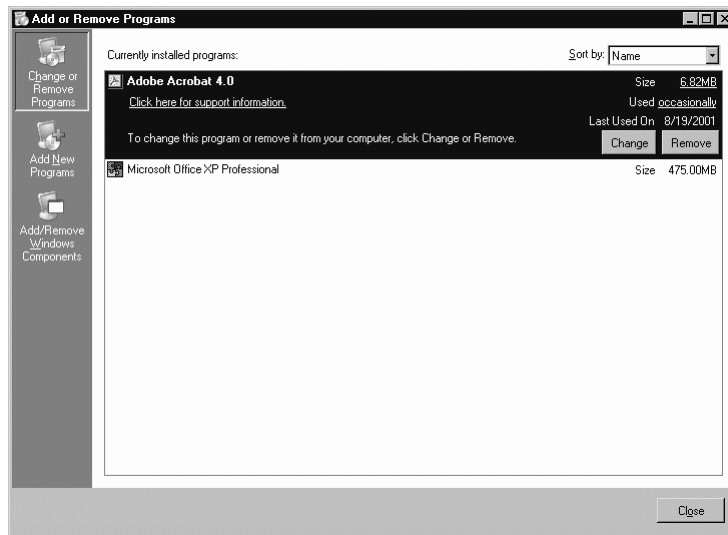 Add or Remove Programs
Change or
Remove
Programs
Add New
Programs
Add/Remove
Windows
Components
Currently installed programs:
Sort by: Name
Adobe Acrobat 4.0
Size 6.82MB
Click here for support information.
Used occasionally
Last Used On 8/19/2001
To change this program or remove it from your computer, click Change or Remove.
Change Remove
Microsoft Office XP Professional
Size 475.00MB
Close